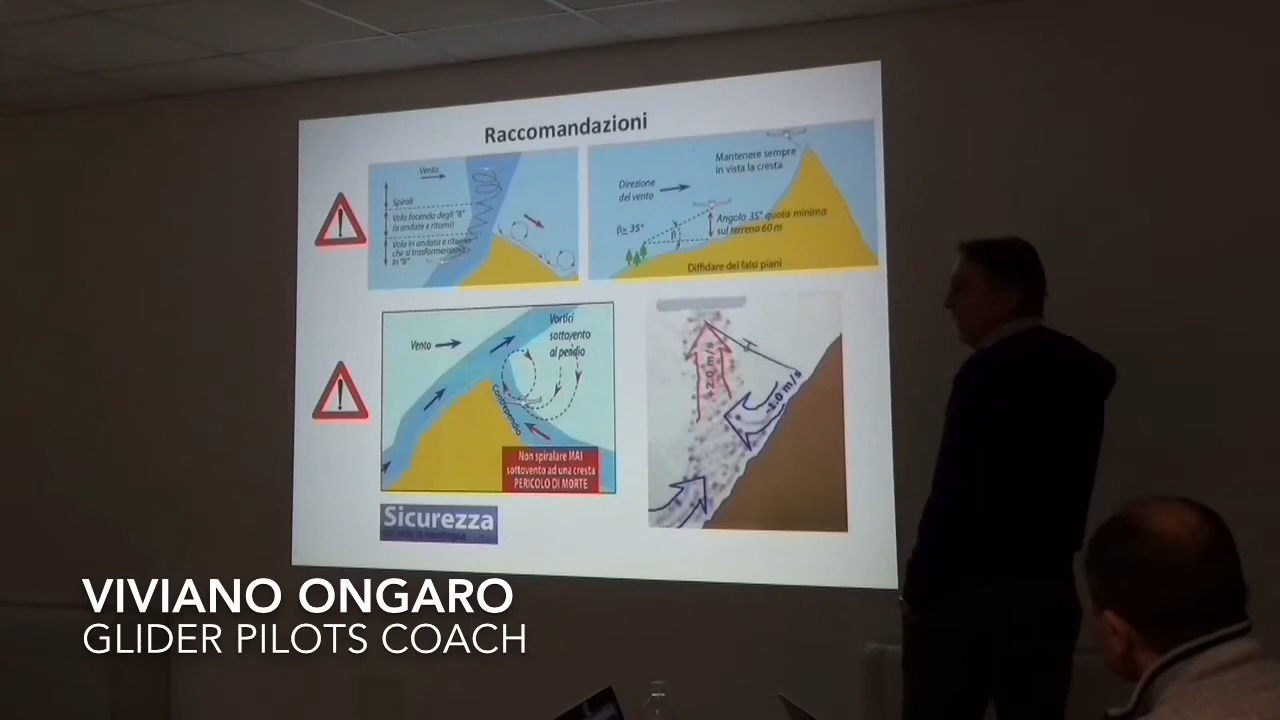 Raccomandazioni
Vento
Spirali
Volo facendo degli "8"
(a andate e ritorni)
Volo in andata e ritorno
che si trasformeranno
in "8"
Mantenere sempre
in vista la cresta
Direzione
del vento
β≥ 35°
β
Angolo 35° quota minima
sul terreno 60 m
Diffidare dei falsi piani
Vento
Vortici
sottovento
al pendio
Contropendio
Non spiralare MAI
sottovento ad una cresta
PERICOLO DI MORTE
+2.0 m/s
H
-1.0 m/s
Sicurezza
VIVIANO ONGARO
GLIDER PILOTS COACH